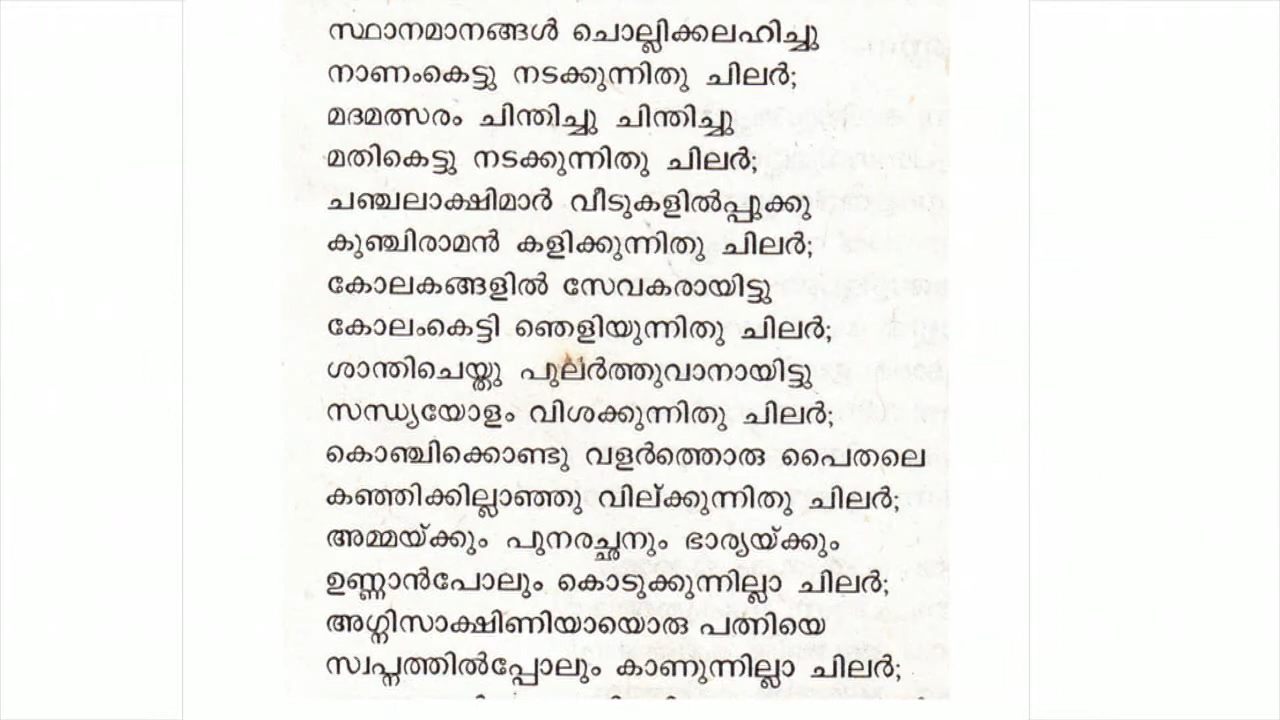 സ്ഥാനമാനങ്ങൾ ചൊല്ലിക്കലഹിച്ചു
നാണംകെട്ടു നടക്കുന്നിതു ചിലർ;
മദമത്സരം ചിന്തിച്ചു ചിന്തിച്ചു
മതികെട്ടു നടക്കുന്നിതു ചിലർ;
ചഞ്ചലാക്ഷിമാർ വീടുകളിൽപ്പുക്കു
കുഞ്ചിരാമൻ കളിക്കുന്നിതു ചിലർ;
കോലകങ്ങളിൽ സേവകരായിട്ടു
കോലംകെട്ടി ഞെളിയുന്നിതു ചിലർ;
ശാന്തിചെയ്തു പുലർത്തുവാനായിട്ടു
സന്ധ്യയോളം വിശക്കുന്നിതു ചിലർ;
കൊഞ്ചിക്കൊണ്ടു വളർത്തൊരു പൈതലെ
കഞ്ഞിക്കില്ലാഞ്ഞു വില്ക്കുന്നിതു ചിലർ;
അമ്മയ്ക്കും പുനരച്ഛനും ഭാര്യയ്ക്കും
ഉണ്ണാൻപോലും കൊടുക്കുന്നില്ലാ ചിലർ;
അഗ്നിസാക്ഷിണിയായൊരു പത്നിയെ
സ്വപ്നത്തിൽപ്പോലും കാണുന്നില്ലാ ചിലർ;